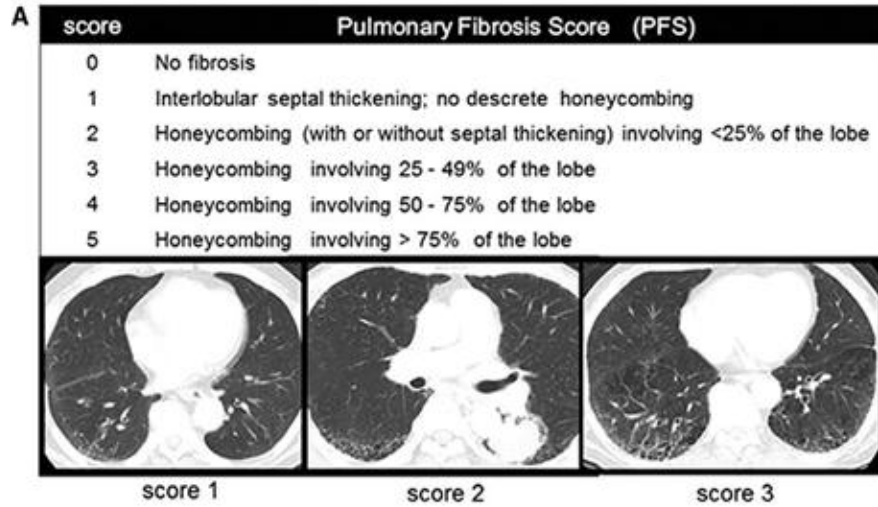 A
score Pulmonary Fibrosis Score (PFS)
0 No fibrosis
1 Interlobular septal thickening; no descrete honeycombing
2 Honeycombing (with or without septal thickening) involving <25% of the lobe
3 Honeycombing involving 25 - 49% of the lobe
4 Honeycombing involving 50 - 75% of the lobe
5 Honeycombing involving > 75% of the lobe
score 1 score 2 score 3